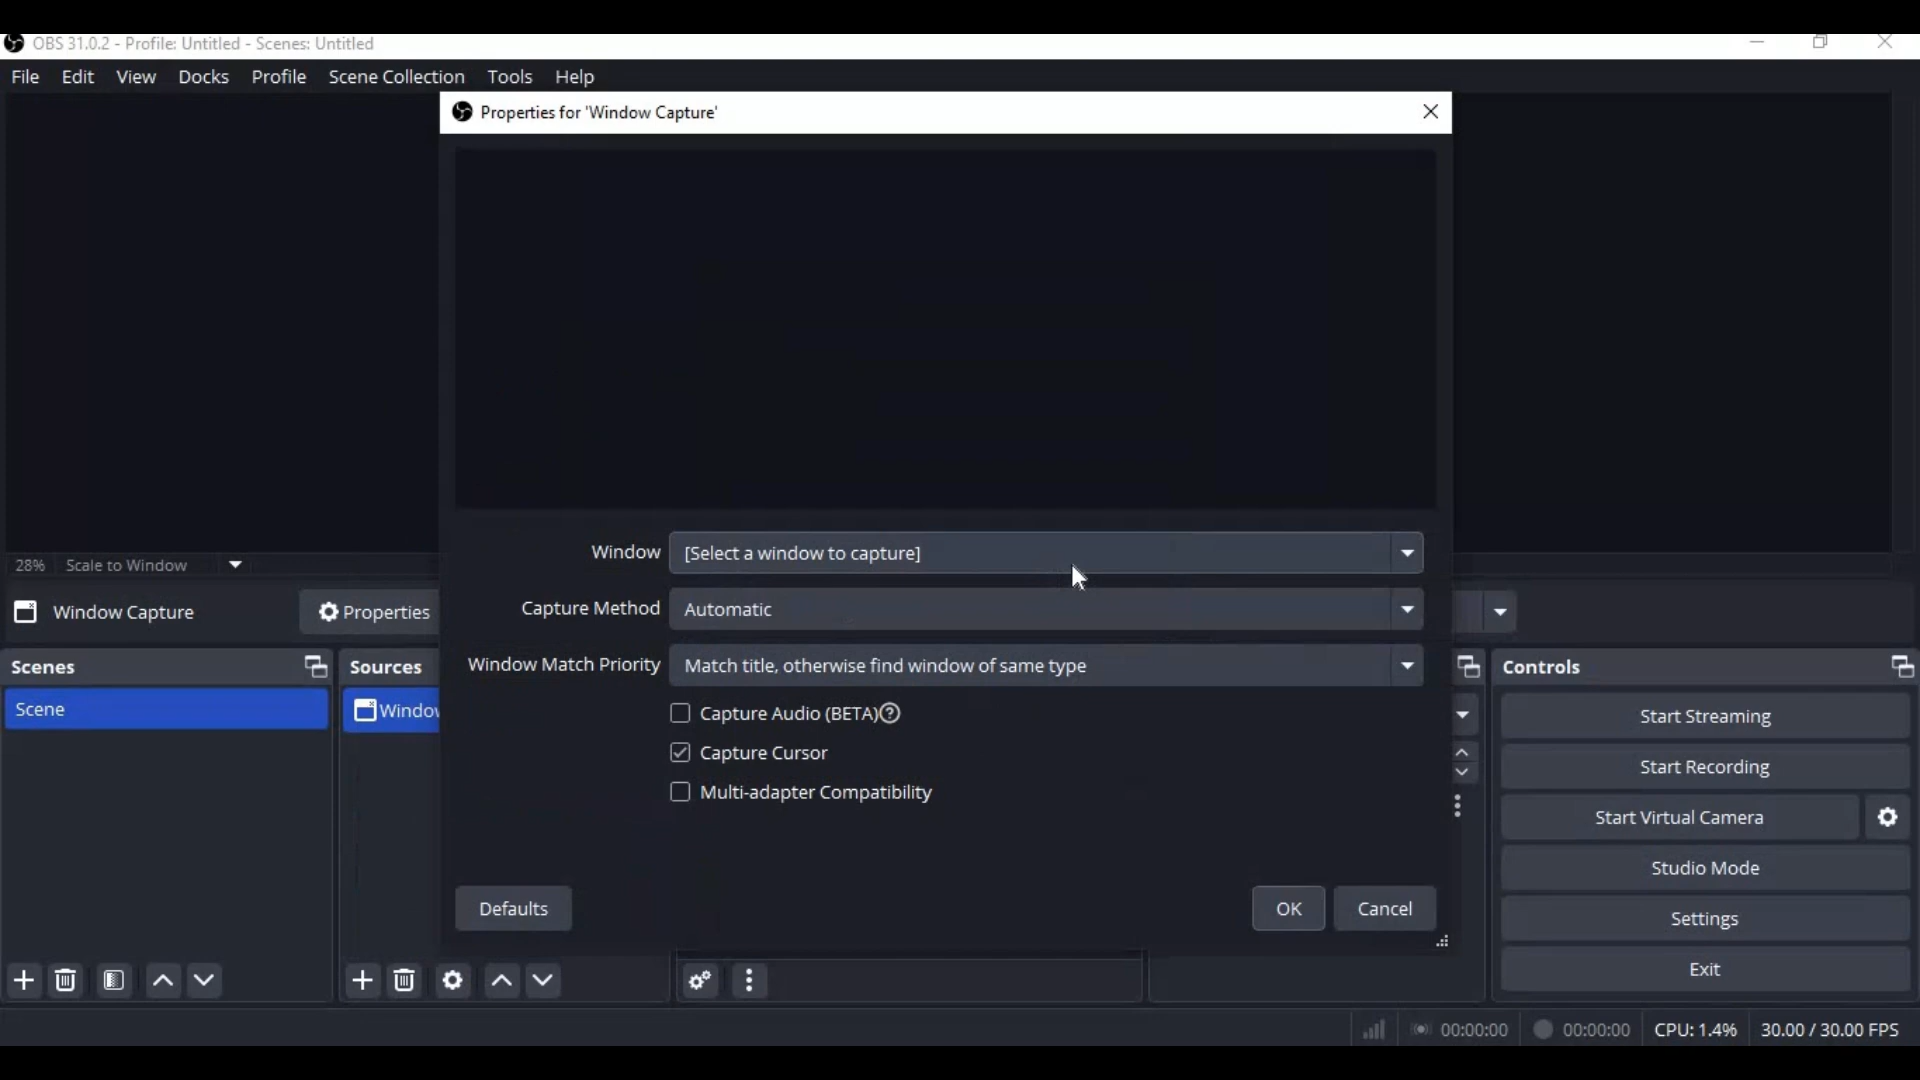 OBS 31.0.2 - Profile: Untitled - Scenes: Untitled
File Edit View Docks Profile Scene Collection Tools Help
Properties for 'Window Capture'
Window [Select a window to capture]
Capture Method Automatic
Window Match Priority Match title, otherwise find window of same type
Capture Audio (BETA)
Capture Cursor
Multi-adapter Compatibility
Defaults OK Cancel
28% Scale to Window
Window Capture Properties
Scenes
Scene
Sources
Controls
Start Streaming
Start Recording
Start Virtual Camera
Studio Mode
Settings
Exit
00:00:00 00:00:00 CPU: 1.4% 30.00 / 30.00 FPS